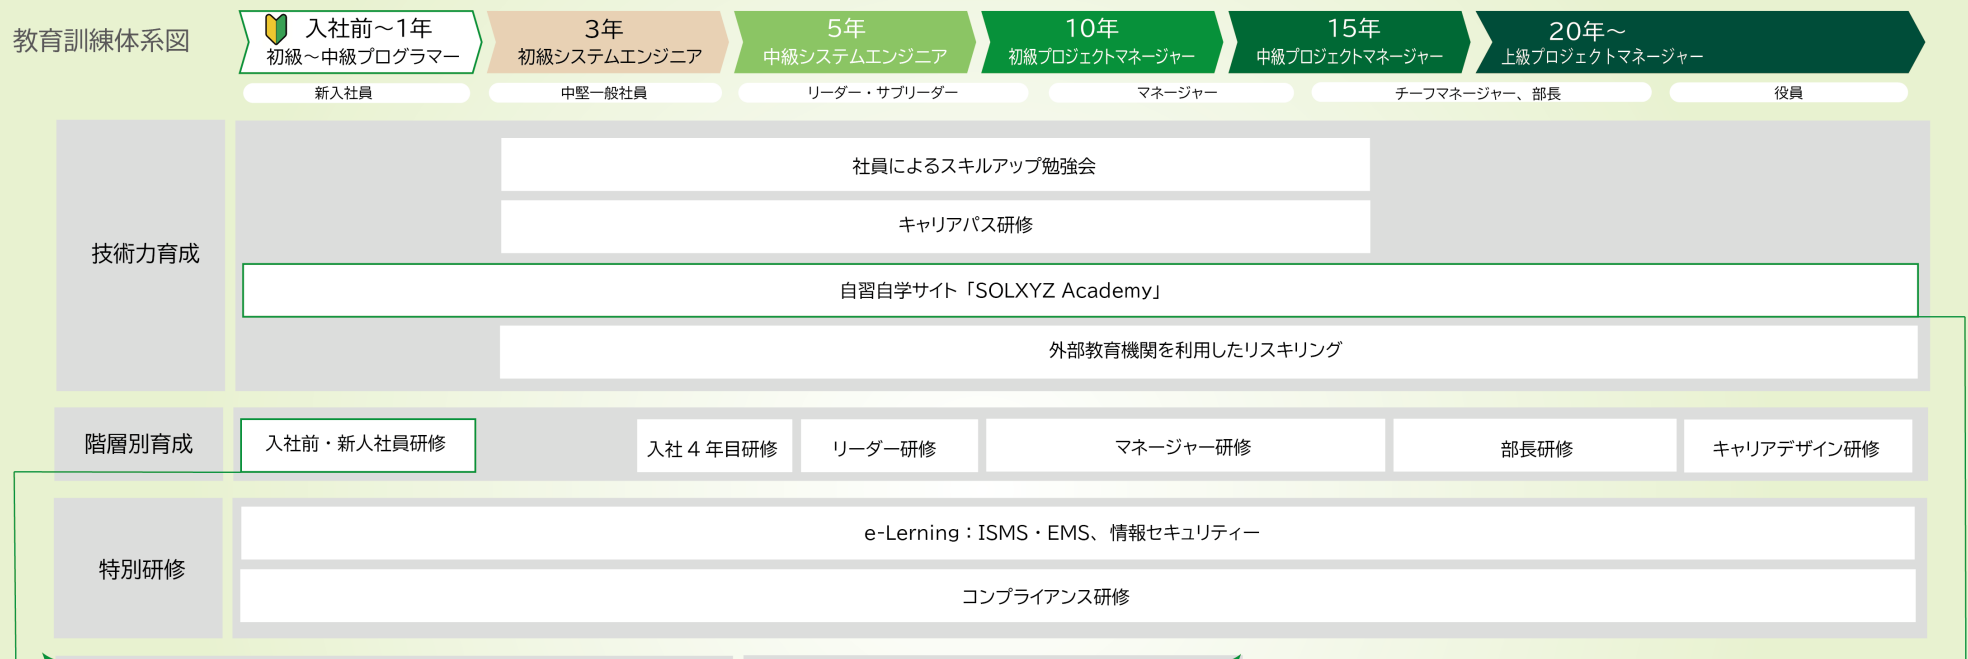 教育訓練体系図
入社前～1年
初級～中級プログラマー
3年
初級システムエンジニア
5年
中級システムエンジニア
10年
初級プロジェクトマネージャー
15年
中級プロジェクトマネージャー
20年～
上級プロジェクトマネージャー
新入社員
中堅一般社員
リーダー・サブリーダー
マネージャー
チーフマネージャー、部長
役員
技術力育成
社員によるスキルアップ勉強会
キャリアパス研修
自習自学サイト「SOLXYZ Academy」
外部教育機関を利用したリスキリング
階層別育成
入社前・新人社員研修
入社４年目研修
リーダー研修
マネージャー研修
部長研修
キャリアデザイン研修
特別研修
e-Lerning：ISMS・EMS、情報セキュリティー
コンプライアンス研修